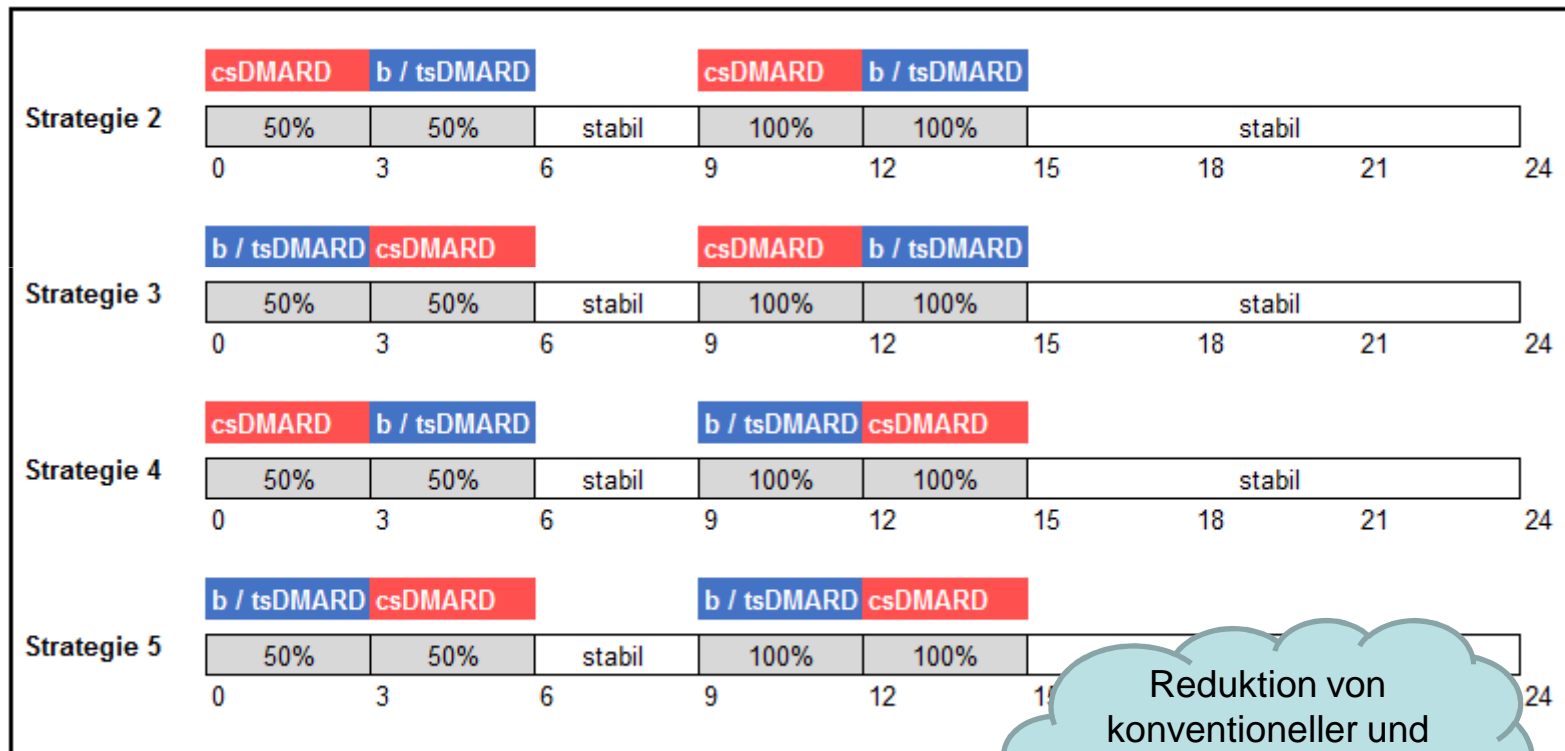 csDMARD b / tsDMARD csDMARD b / tsDMARD
Strategie 2 50% 50% stabil 100% 100% stabil
0 3 6 9 12 15 18 21 24
b / tsDMARD csDMARD csDMARD b / tsDMARD
Strategie 3 50% 50% stabil 100% 100% stabil
0 3 6 9 12 15 18 21 24
csDMARD b / tsDMARD b / tsDMARD csDMARD
Strategie 4 50% 50% stabil 100% 100% stabil
0 3 6 9 12 15 18 21 24
b / tsDMARD csDMARD b / tsDMARD csDMARD
Strategie 5 50% 50% stabil 100% 100%
0 3 6 9 12 24
Reduktion von
konventioneller und